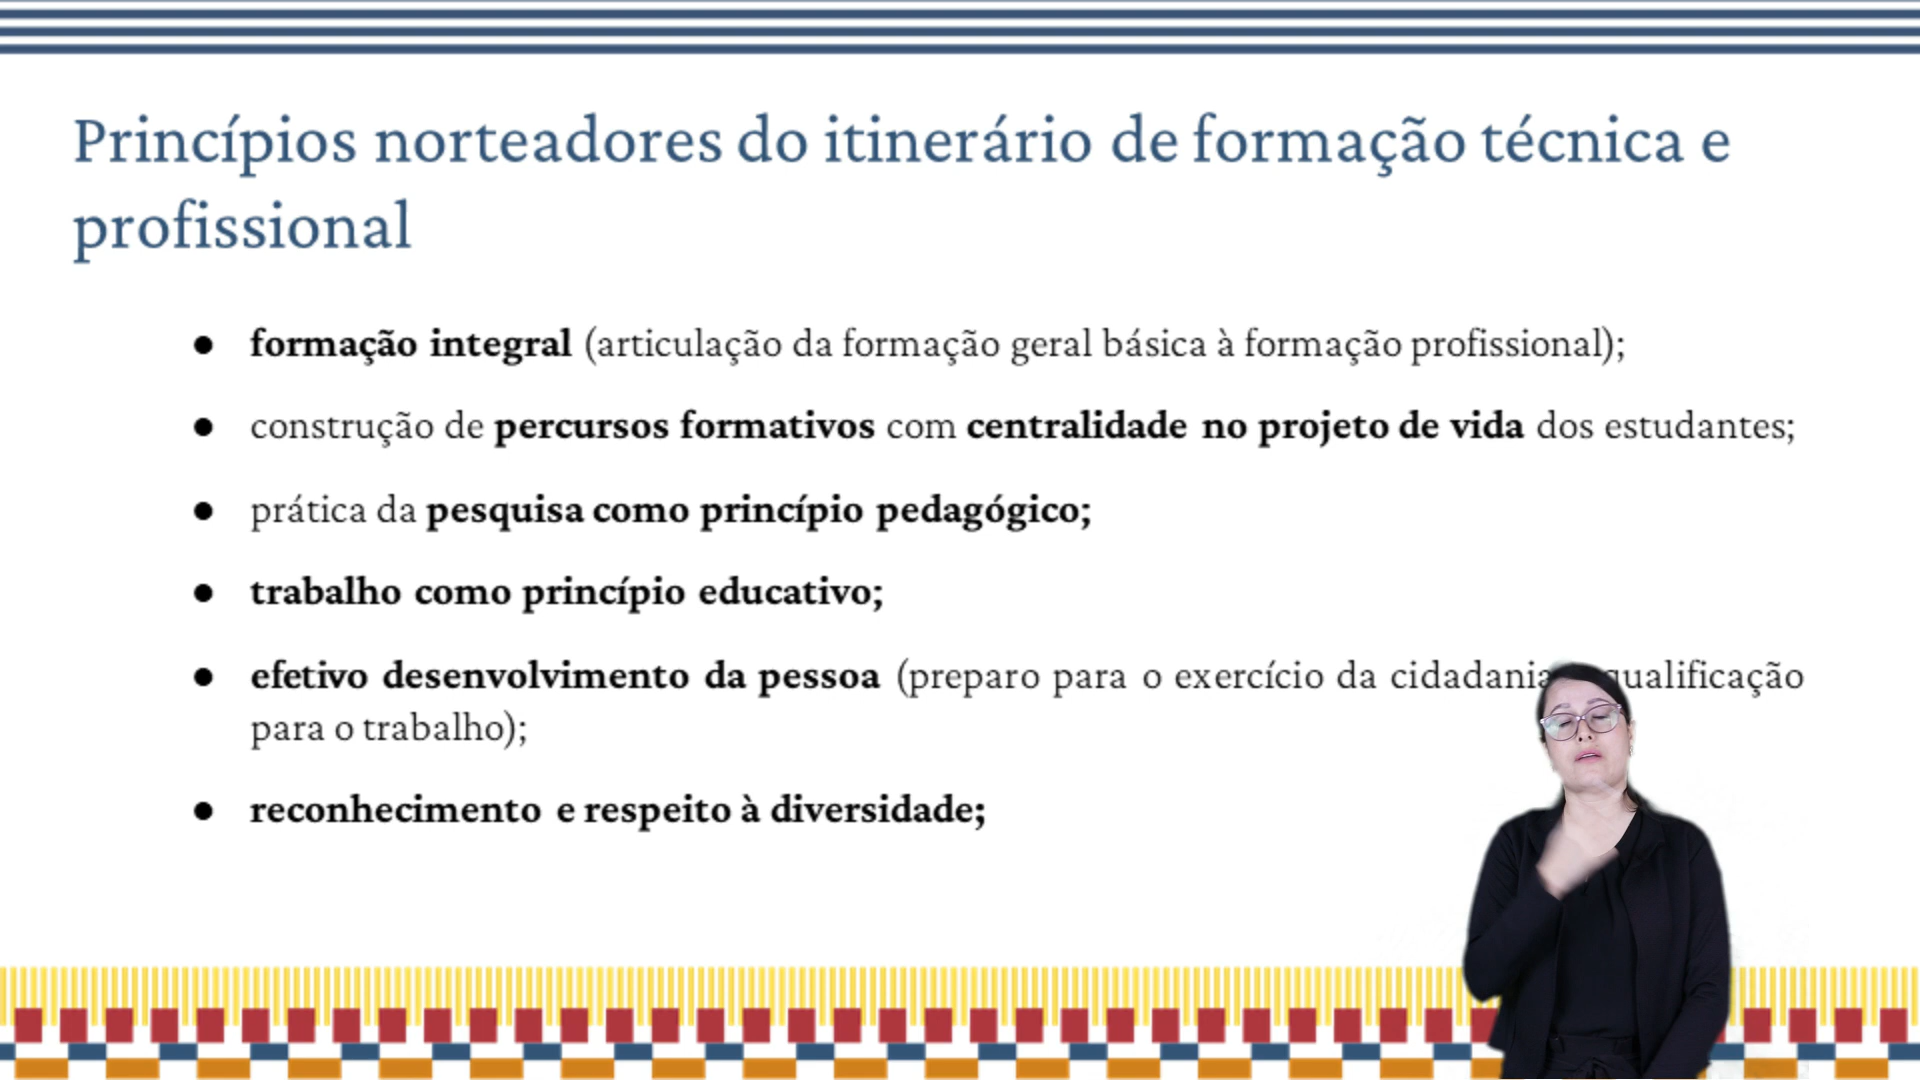 Princípios norteadores do itinerário de formação técnica e
profissional
● formação integral (articulação da formação geral básica à formação profissional);
● construção de percursos formativos com centralidade no projeto de vida dos estudantes;
● prática da pesquisa como princípio pedagógico;
● trabalho como princípio educativo;
● efetivo desenvolvimento da pessoa (preparo para o exercício da cidadania qualificação
para o trabalho);
● reconhecimento e respeito à diversidade;